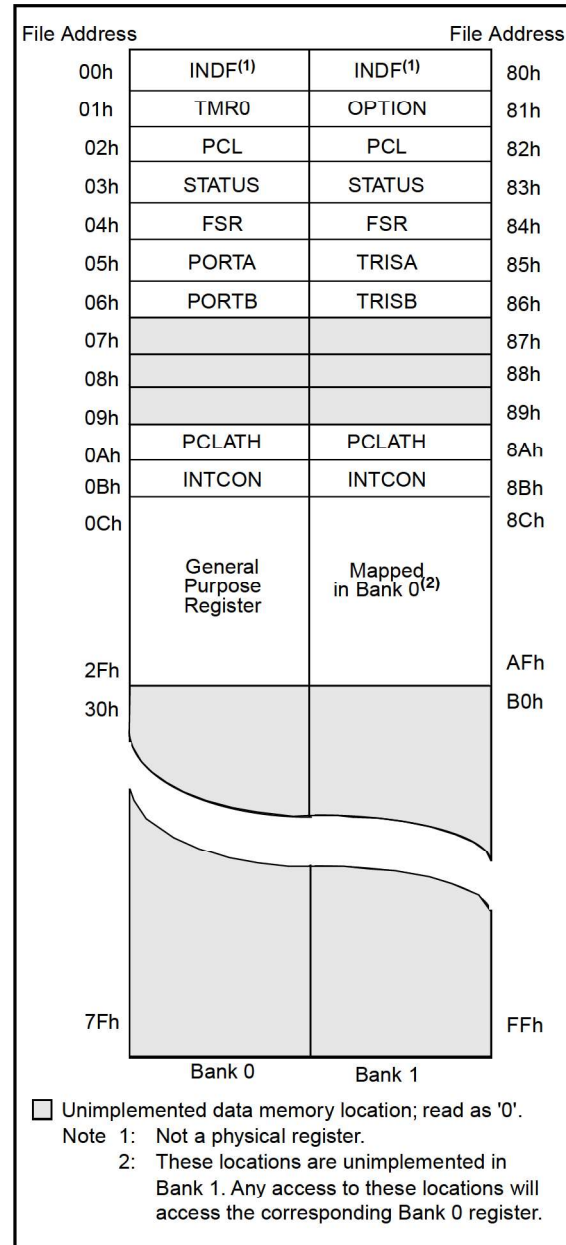 File Address File Address
00h INDF(1) INDF(1) 80h
01h TMR0 OPTION 81h
02h PCL PCL 82h
03h STATUS STATUS 83h
04h FSR FSR 84h
05h PORTA TRISA 85h
06h PORTB TRISB 86h
07h 87h
08h 88h
09h 89h
0Ah PCLATH PCLATH 8Ah
0Bh INTCON INTCON 8Bh
0Ch 8Ch
General
Purpose
Register
Mapped
in Bank 0(2)
2Fh AFh
30h B0h
7Fh FFh
Bank 0 Bank 1
Unimplemented data memory location; read as '0'.
Note 1: Not a physical register.
2: These locations are unimplemented in
Bank 1. Any access to these locations will
access the corresponding Bank 0 register.